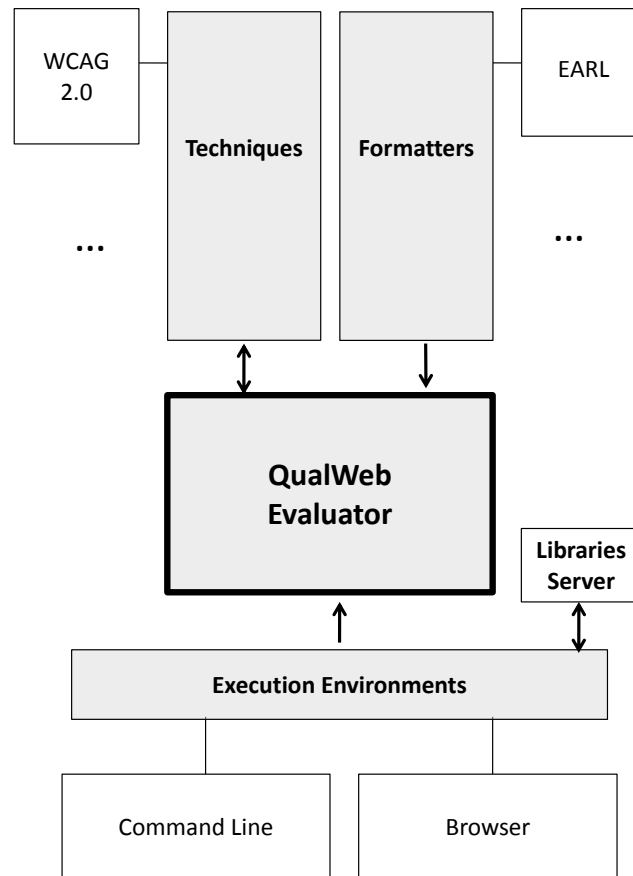 WCAG
2.0
Techniques
Formatters
EARL
...
...
QualWeb
Evaluator
Libraries
Server
Execution Environments
Command Line
Browser